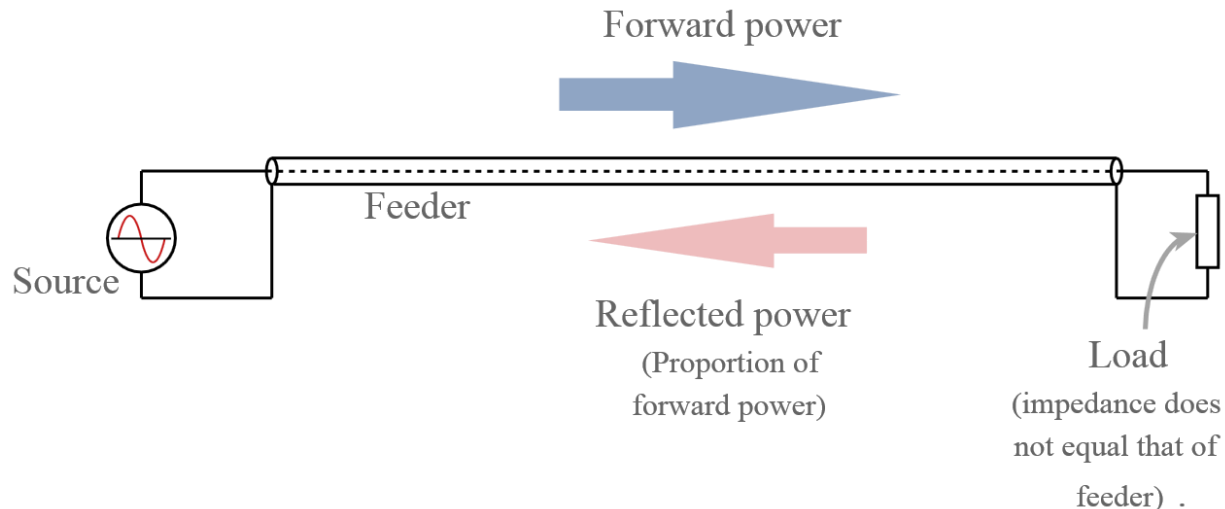 Forward power
Feeder
Source
Reflected power
(Proportion of
forward power)
Load
(impedance does
not equal that of
feeder) .